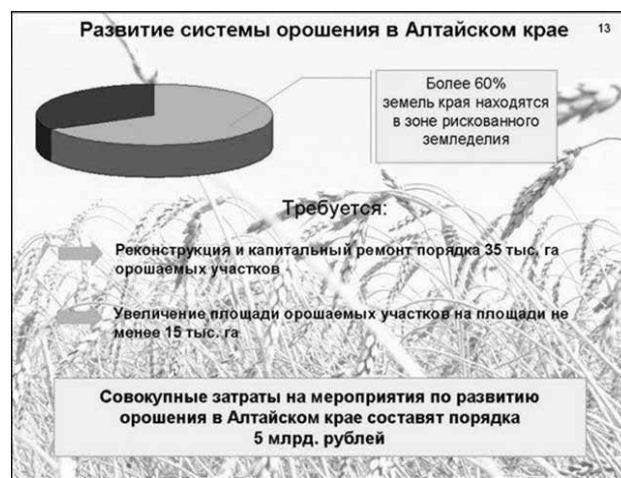 Развитие системы орошения в Алтайском крае
13
Более 60%
земель края находятся
в зоне рискованного
земледелия
Требуется:
Реконструкция и капитальный ремонт порядка 35 тыс. га
орошаемых участков
Увеличение площади орошаемых участков на площади не
менее 15 тыс. га
Совокупные затраты на мероприятия по развитию
орошения в Алтайском крае составят порядка
5 млрд. рублей